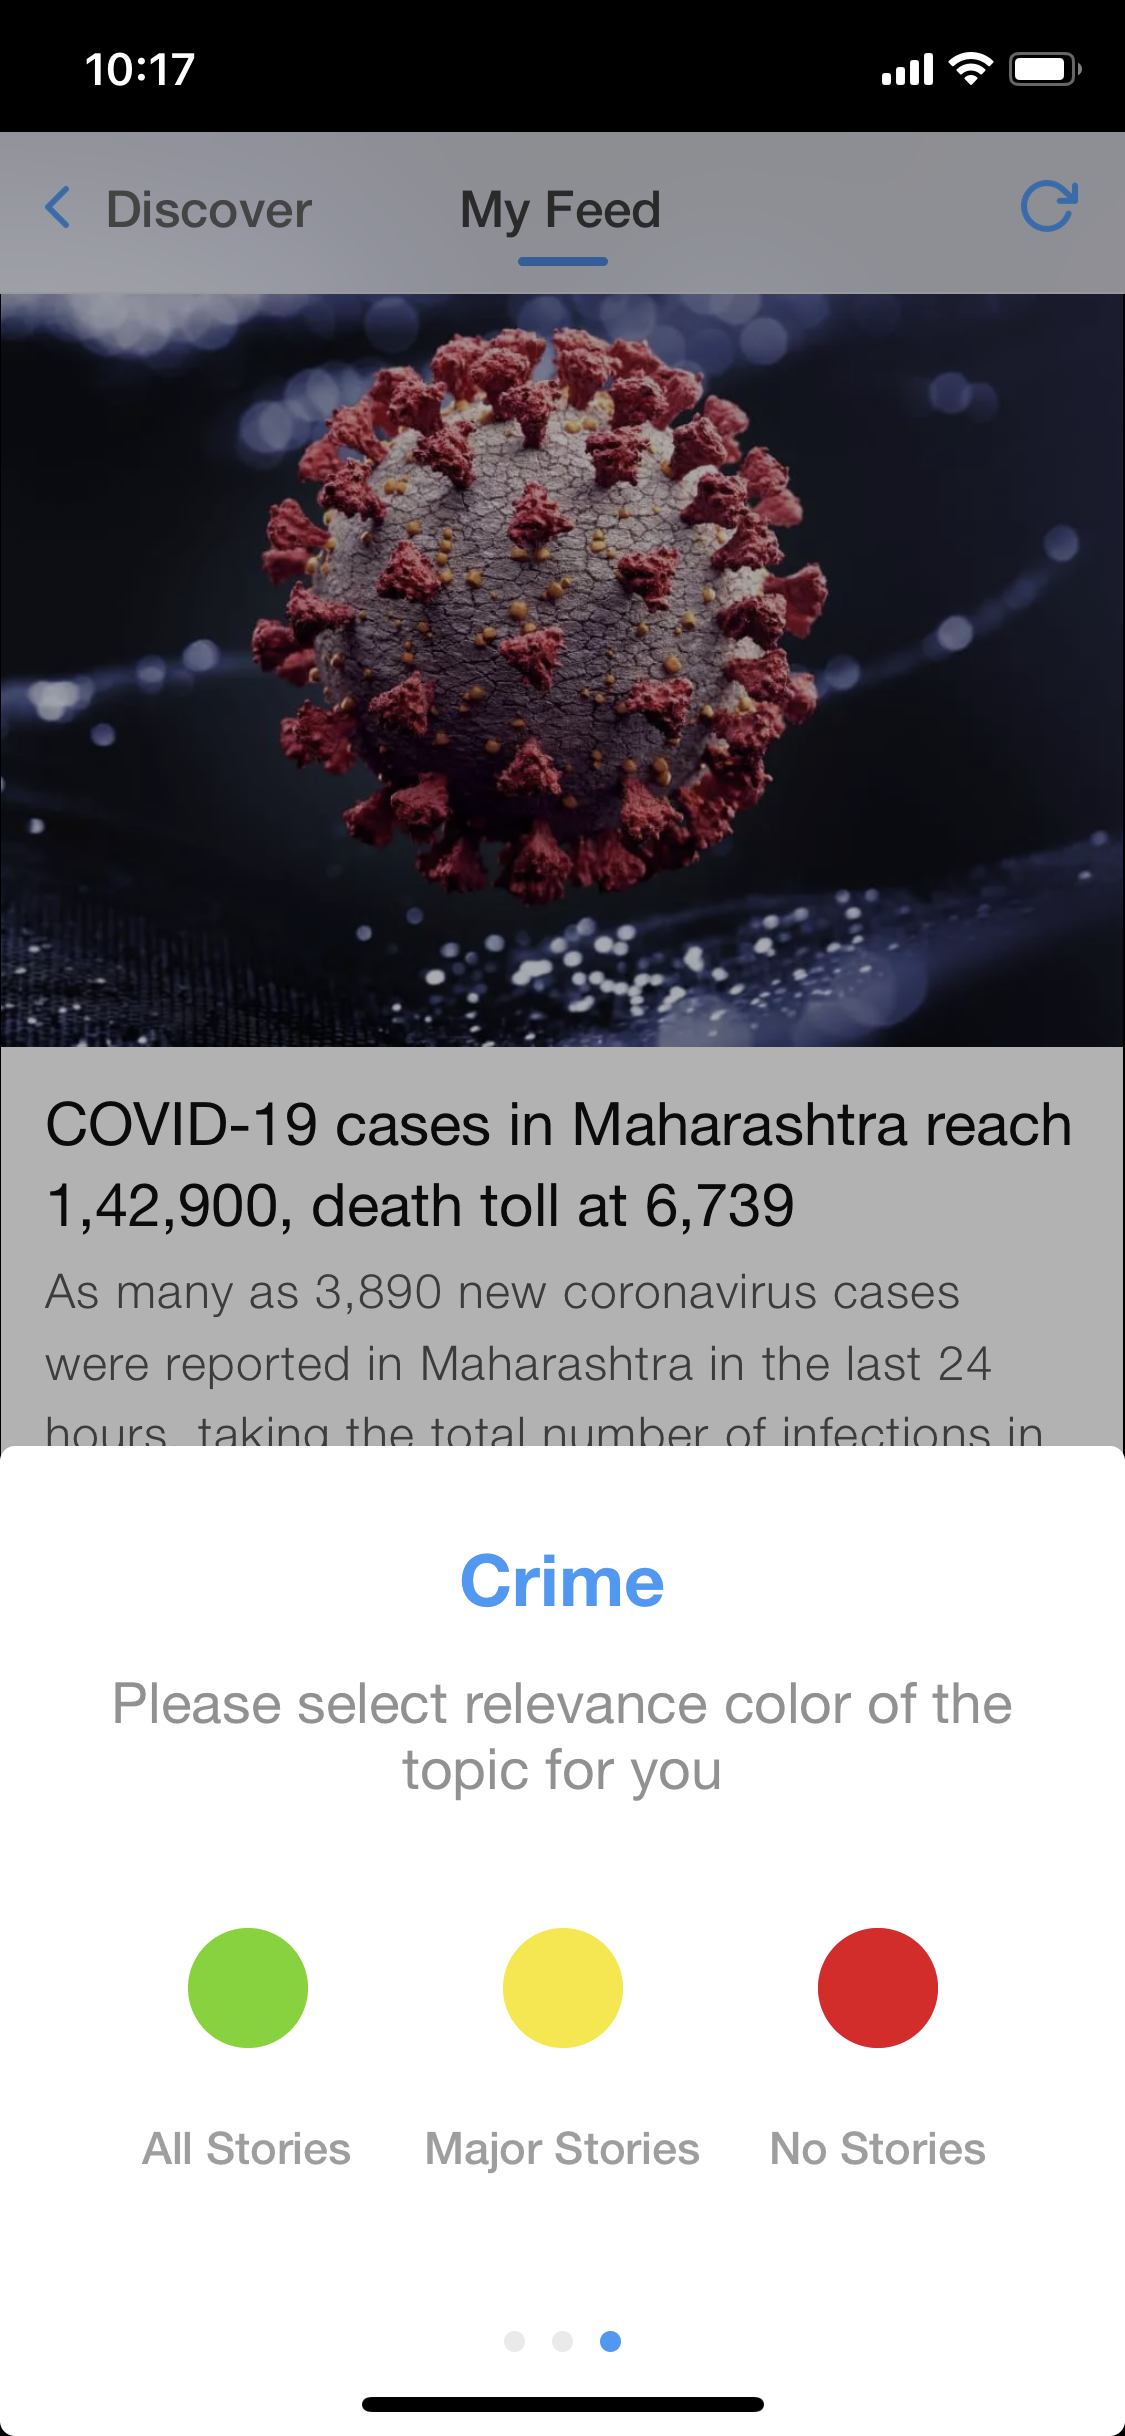 10:17
Discover
My Feed
COVID-19 cases in Maharashtra reach
1,42,900, death toll at 6,739
As many as 3,890 new coronavirus cases
were reported in Maharashtra in the last 24
hours, taking the total number of infections in
Crime
Please select relevance color of the
topic for you
All Stories
Major Stories
No Stories